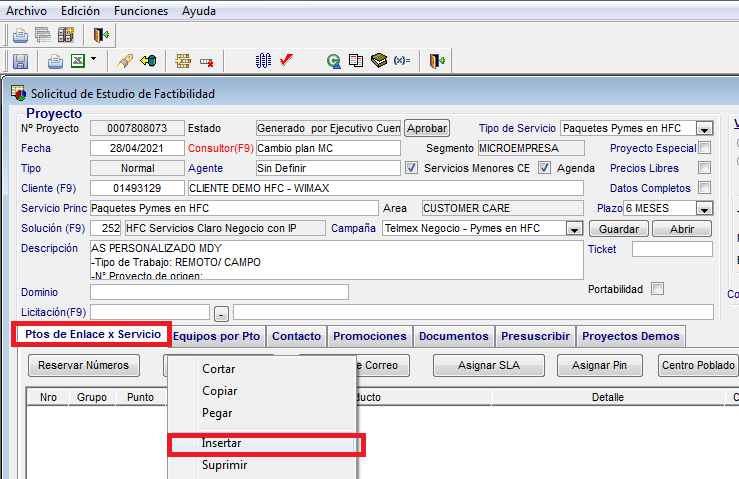 Archivo Edición Funciones Ayuda
Solicitud de Estudio de Factibilidad
Proyecto
Nº Proyecto 0007808073 Estado Generado por Ejecutivo Cuen Aprobar Tipo de Servicio Paquetes Pymes en HFC
Fecha 28/04/2021 Consultor(F9) Cambio plan MC Segmento MICROEMPRESA Proyecto Especial
Tipo Normal Agente Sin Definir Servicios Menores CE Agenda Precios Libres
Cliente (F9) 01493129 CLIENTE DEMO HFC - WIMAX Datos Completos
Servicio Princ Paquetes Pymes en HFC Area CUSTOMER CARE Plazo 6 MESES
Solución (F9) 252 HFC Servicios Claro Negocio con IP Campaña Telmex Negocio - Pymes en HFC Guardar Abrir
Descripción AS PERSONALIZADO MDY Ticket
-Tipo de Trabajo: REMOTO/ CAMPO
-N° Proyecto de origen:
Dominio Portabilidad
Licitación(F9) -
Ptos de Enlace x Servicio Equipos por Pto Contacto Promociones Documentos Presuscribir Proyectos Demos
Reservar Números e Correo Asignar SLA Asignar Pin Centro Poblado
Nro Grupo Punto ducto Detalle
Cortar
Copiar
Pegar
Insertar
Suprimir